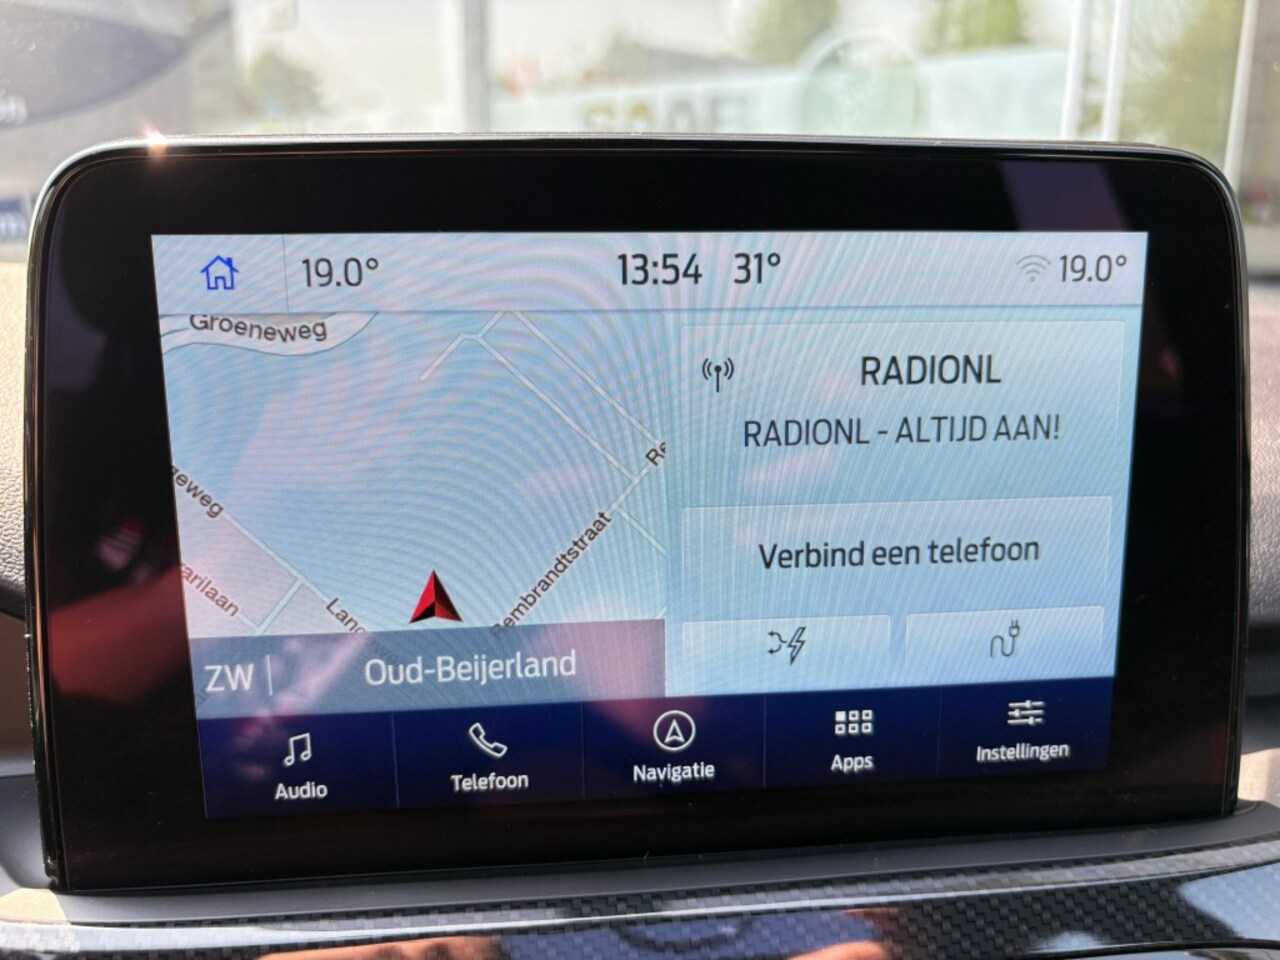 19.0°
13:54 31°
19.0°
Groeneweg
RADIONL
RADIONL - ALTIJD AAN!
Verbind een telefoon
ZW
Oud-Beijerland
Audio
Telefoon
Navigatie
Apps
Instellingen